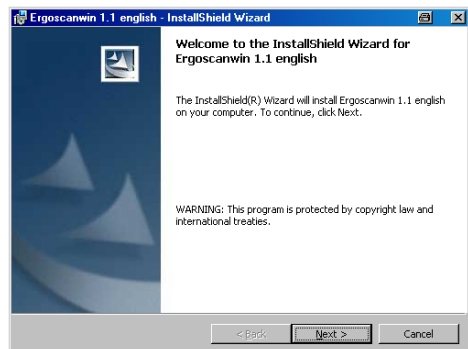 Ergoscanwin 1.1 english - InstallShield Wizard
Welcome to the InstallShield Wizard for
Ergoscanwin 1.1 english
The InstallShield(R) Wizard will install Ergoscanwin 1.1 english
on your computer. To continue, click Next.
WARNING: This program is protected by copyright law and
international treaties.
< Back
Next >
Cancel